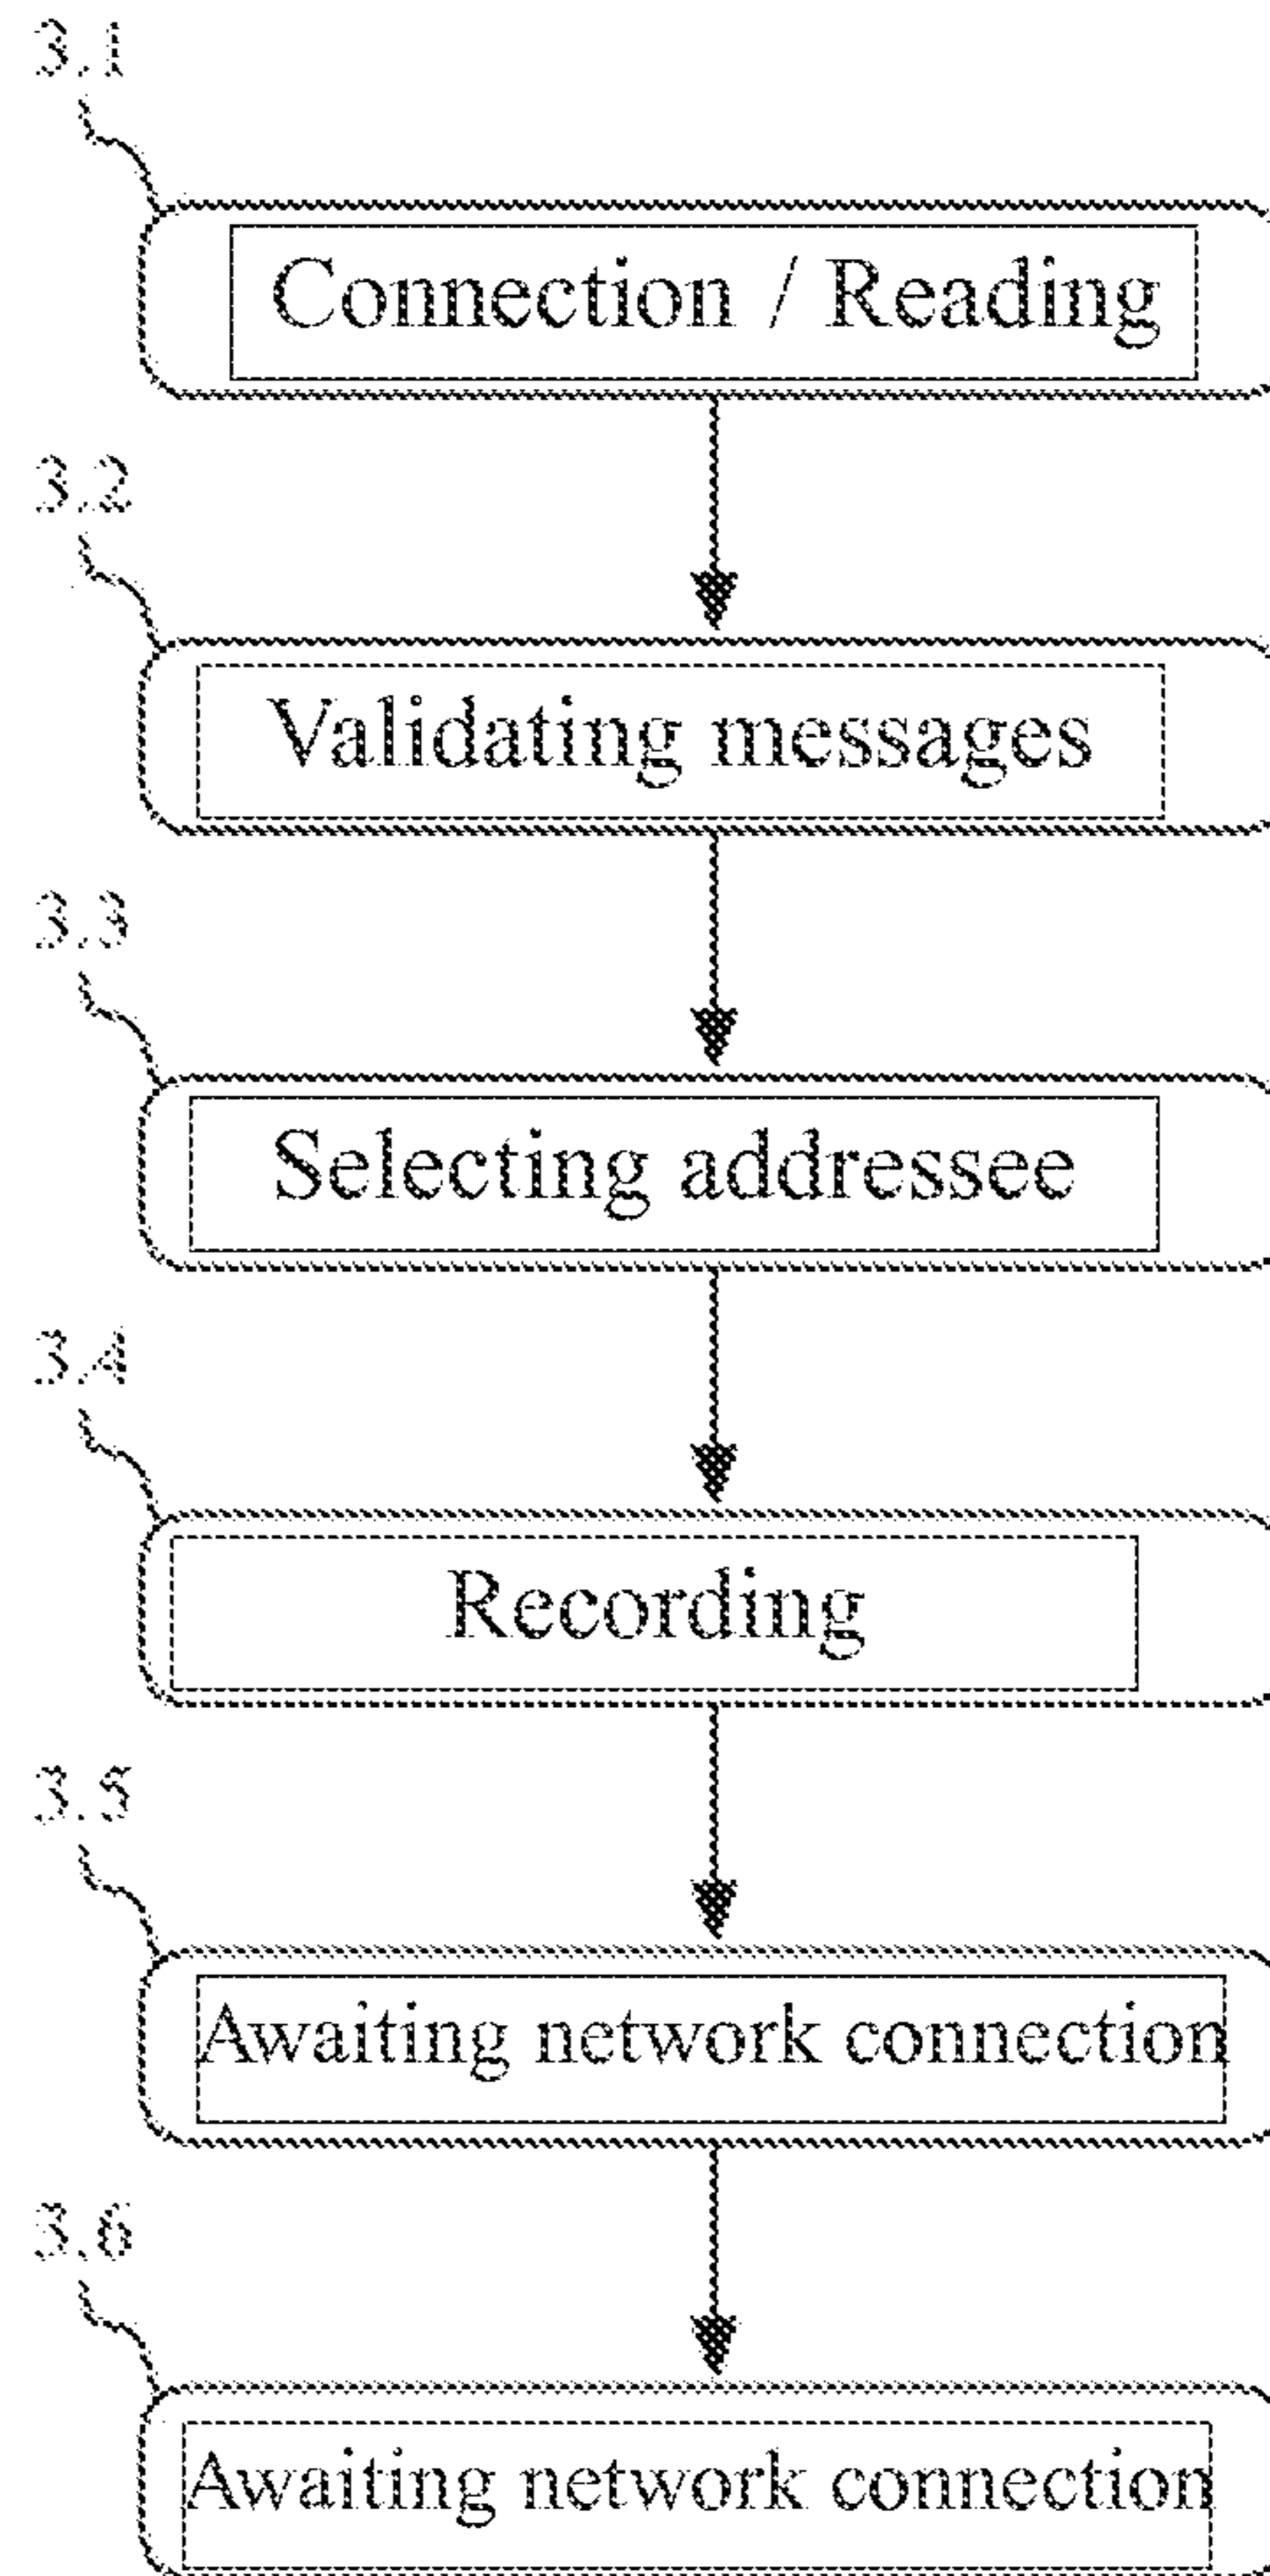 3.1
Connection / Reading
3.2
Validating messages
3.3
Selecting addressee
3.4
Recording
3.5
Awaiting network connection
3.6
Awaiting network connection